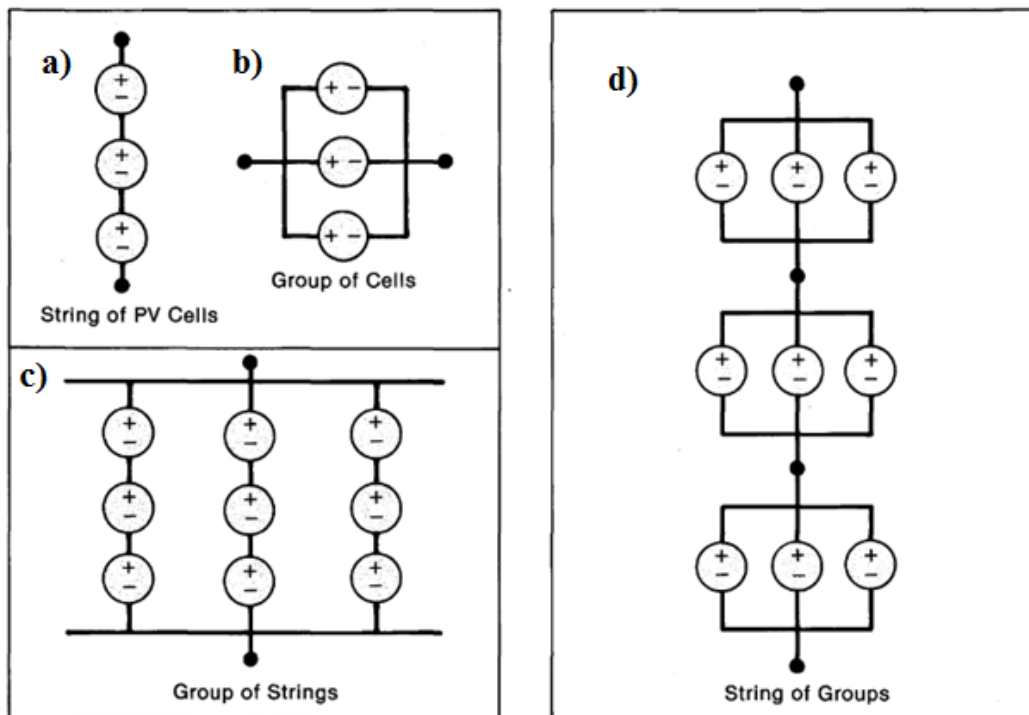 a)
b)
String of PV Cells
Group of Cells
c)
Group of Strings
d)
String of Groups